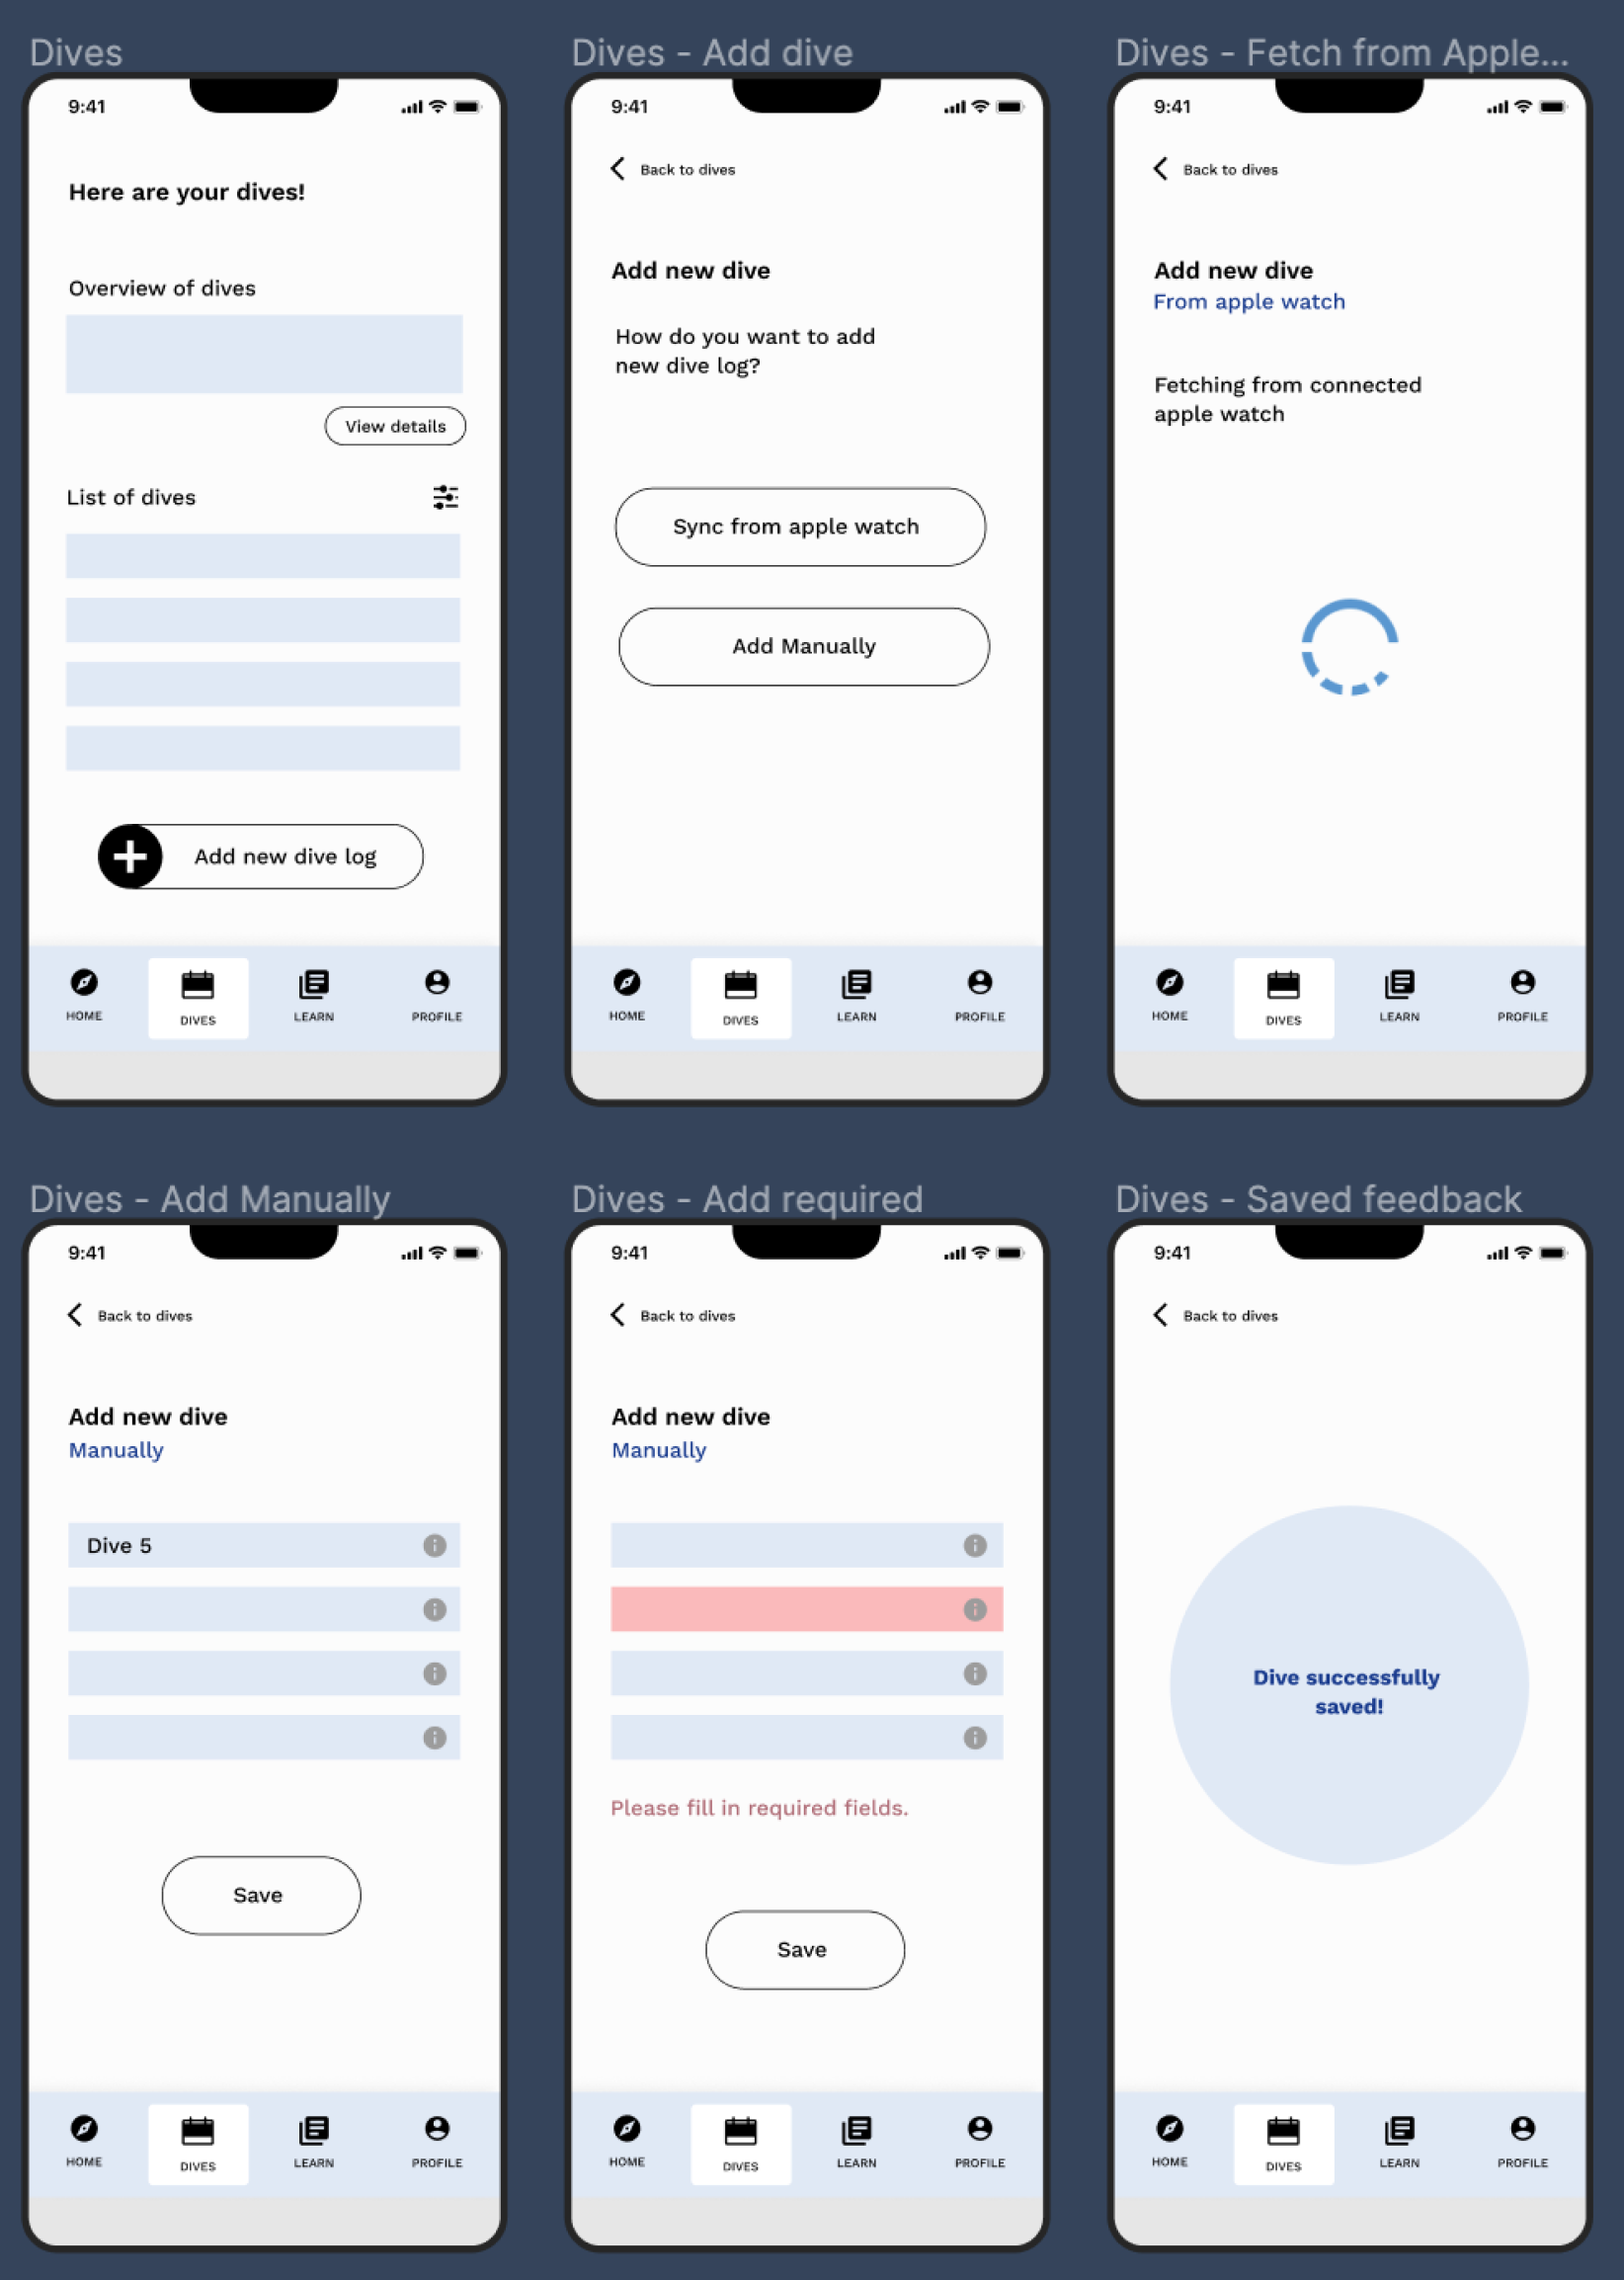 Dives
9:41
Here are your dives!
Overview of dives
View details
List of dives
Add new dive log
HOME
DIVES
LEARN
PROFILE
Dives - Add dive
9:41
Back to dives
Add new dive
How do you want to add
new dive log?
Sync from apple watch
Add Manually
HOME
DIVES
LEARN
PROFILE
Dives - Fetch from Apple...
9:41
Back to dives
Add new dive
From apple watch
Fetching from connected
apple watch
HOME
DIVES
LEARN
PROFILE
Dives - Add Manually
9:41
Back to dives
Add new dive
Manually
Dive 5
Save
HOME
DIVES
LEARN
PROFILE
Dives - Add required
9:41
Back to dives
Add new dive
Manually
Please fill in required fields.
Save
HOME
DIVES
LEARN
PROFILE
Dives - Saved feedback
9:41
Back to dives
Dive successfully
saved!
HOME
DIVES
LEARN
PROFILE